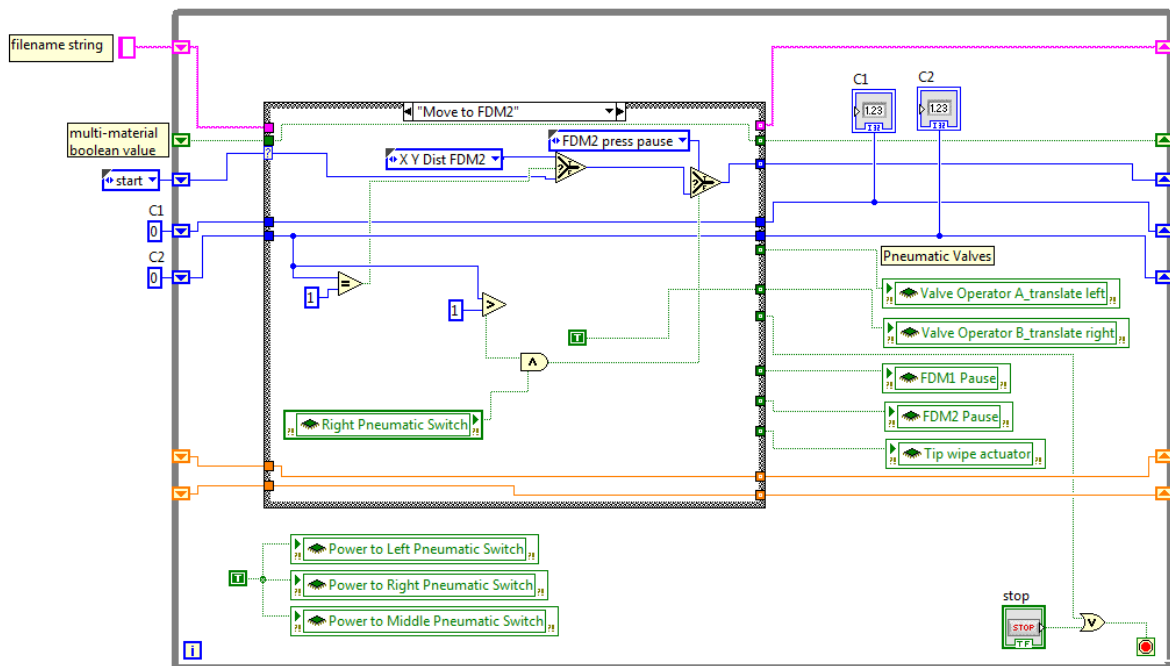 filename string
multi-material
boolean value
start
C1
0
C2
0
"Move to FDM2"
?
X Y Dist FDM2
FDM2 press pause
?
F
?
F
C1
1.23
I32
C2
1.23
I32
1
=
1
>
T
Λ
Right Pneumatic Switch
Pneumatic Valves
Valve Operator A_translate left
Valve Operator B_translate right
FDM1 Pause
FDM2 Pause
Tip wipe actuator
T
Power to Left Pneumatic Switch
Power to Right Pneumatic Switch
Power to Middle Pneumatic Switch
i
stop
STOP
TF
V